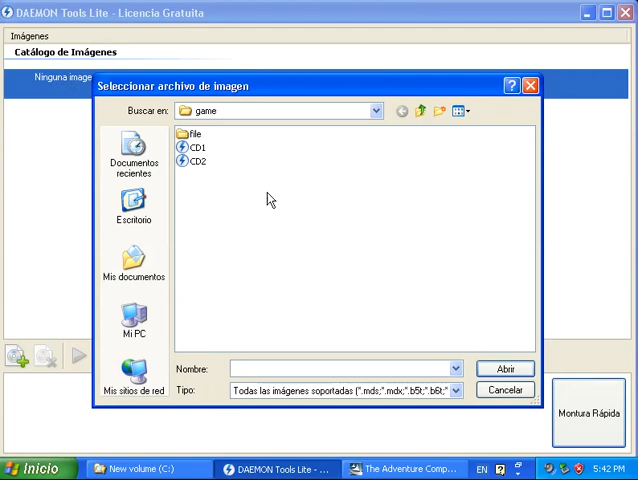 DAEMON Tools Lite - Licencia Gratuita
Imágenes
Catálogo de Imágenes
Ninguna image
Seleccionar archivo de imagen
Buscar en:
game
file
CD1
CD2
Documentos recientes
Escritorio
Mis documentos
Mi PC
Mis sitios de red
Nombre:
Abrir
Tipo:
Todas las imágenes soportadas (*.mds;*.mdx;*.b5t;*.b6t;*
Cancelar
Montura Rápida
Inicio
New volume (C:)
DAEMON Tools Lite - ...
The Adventure Comp...
EN
5:42 PM